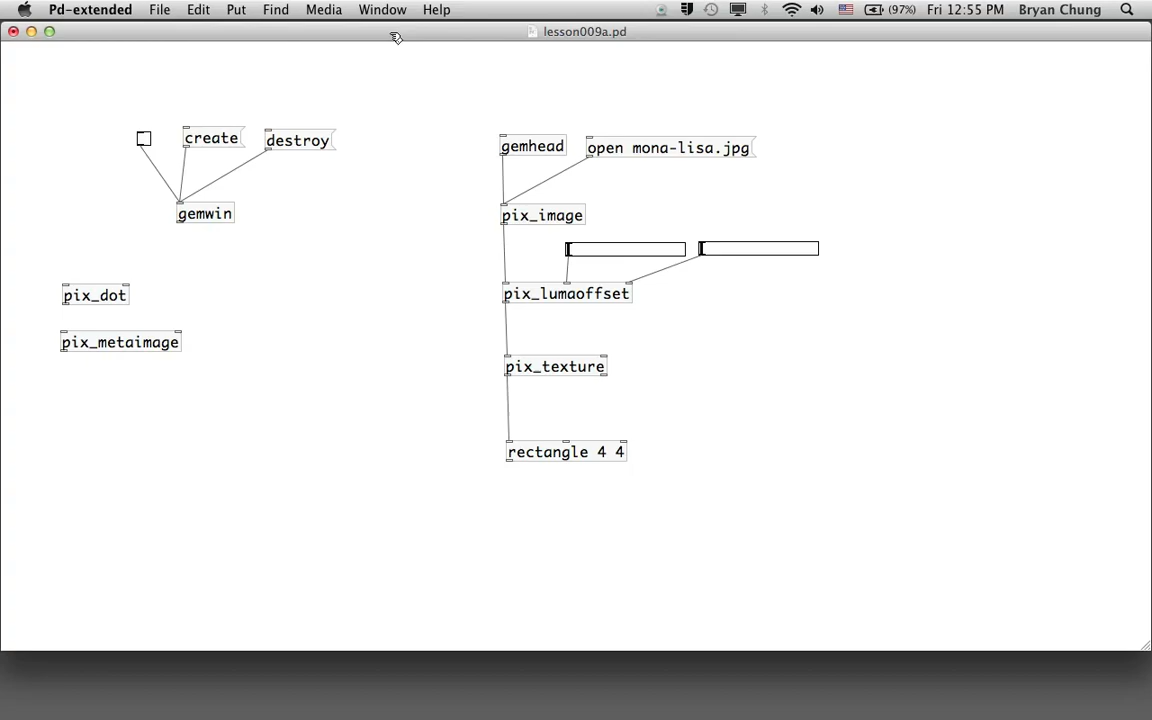 Pd-extended File Edit Put Find Media Window Help (97%) Fri 12:55 PM Bryan Chung
lesson009a.pd
create destroy
gemwin
pix_dot
pix_metaimage
gemhead open mona-lisa.jpg
pix_image
pix_lumaoffset
pix_texture
rectangle 4 4